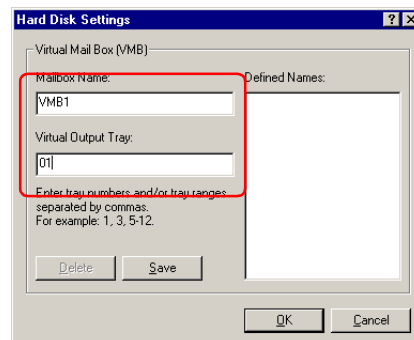 Hard Disk Settings
Virtual Mail Box (VMB)
Mailbox Name:
VMB1
Virtual Output Tray:
01
Enter tray numbers and/or tray ranges
separated by commas.
For example: 1, 3, 5-12.
Delete
Save
Defined Names:
OK
Cancel